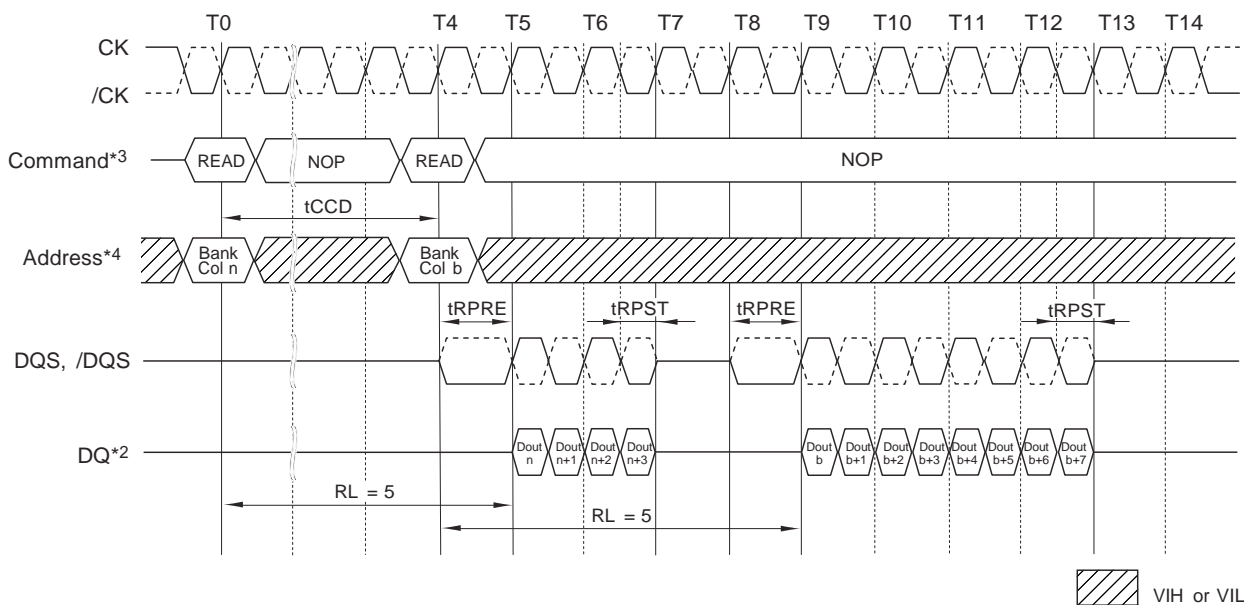 T0 T4 T5 T6 T7 T8 T9 T10 T11 T12 T13 T14
CK
/CK
Command*3 READ NOP READ NOP
tCCD
Address*4 Bank Col n Bank Col b
tRPRE tRPST tRPRE tRPST
DQS, /DQS
DQ*2 Dout n Dout n+1 Dout n+2 Dout n+3 Dout b Dout b+1 Dout b+2 Dout b+3 Dout b+4 Dout b+5 Dout b+6 Dout b+7
RL = 5
RL = 5
VIH or VIL